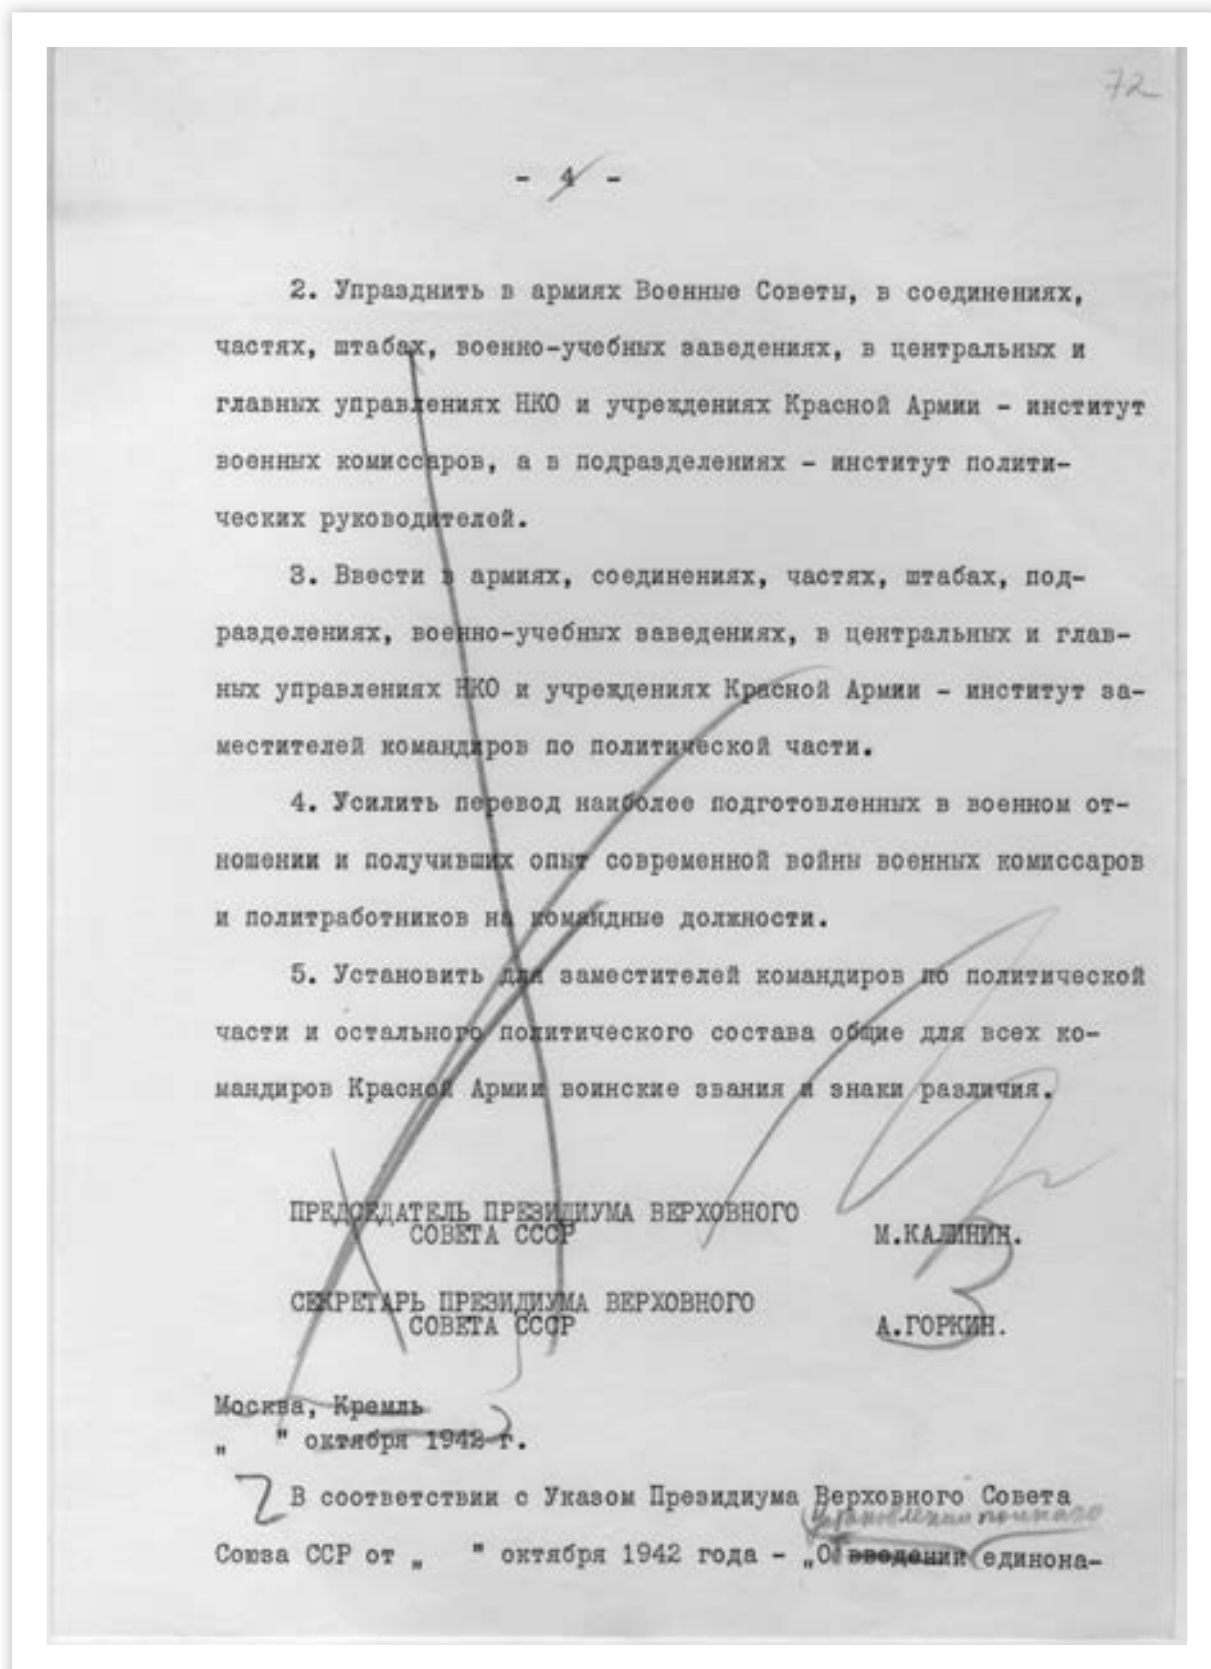 72
- 4 -
2. Упразднить в армиях Военные Советы, в соединениях,
частях, штабах, военно-учебных заведениях, в центральных и
главных управлениях НКО и учреждениях Красной Армии - институт
военных комиссаров, а в подразделениях - институт полити-
ческих руководителей.
3. Ввести в армиях, соединениях, частях, штабах, под-
разделениях, военно-учебных заведениях, в центральных и глав-
ных управлениях НКО и учреждениях Красной Армии - институт за-
местителей командиров по политической части.
4. Усилить перевод наиболее подготовленных в военном от-
ношении и получивших опыт современной войны военных комиссаров
и политработников на командные должности.
5. Установить для заместителей командиров по политической
части и остального политического состава общие для всех ко-
мандиров Красной Армии воинские звания и знаки различия.
ПРЕДСЕДАТЕЛЬ ПРЕЗИДИУМА ВЕРХОВНОГО
СОВЕТА СССР М.КАЛИНИН.
СЕКРЕТАРЬ ПРЕЗИДИУМА ВЕРХОВНОГО
СОВЕТА СССР А.ГОРКИН.
Москва, Кремль
„ " октября 1942 г.
В соответствии с Указом Президиума Верховного Совета
установлении полного
Союза ССР от „ " октября 1942 года - „О введении единона-